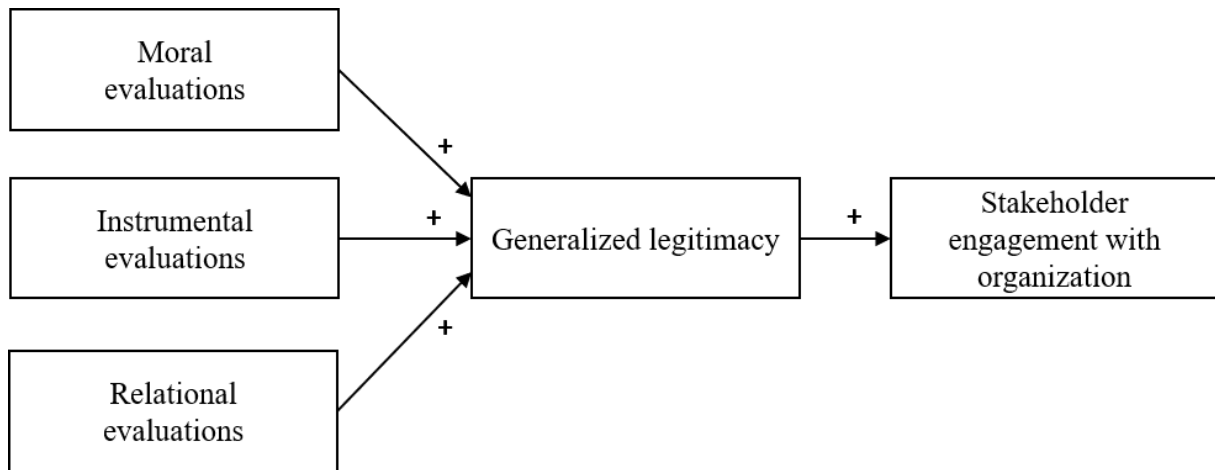 Moral
evaluations
+
Instrumental
evaluations
+
+
Relational
evaluations
Generalized legitimacy
+
Stakeholder
engagement with
organization